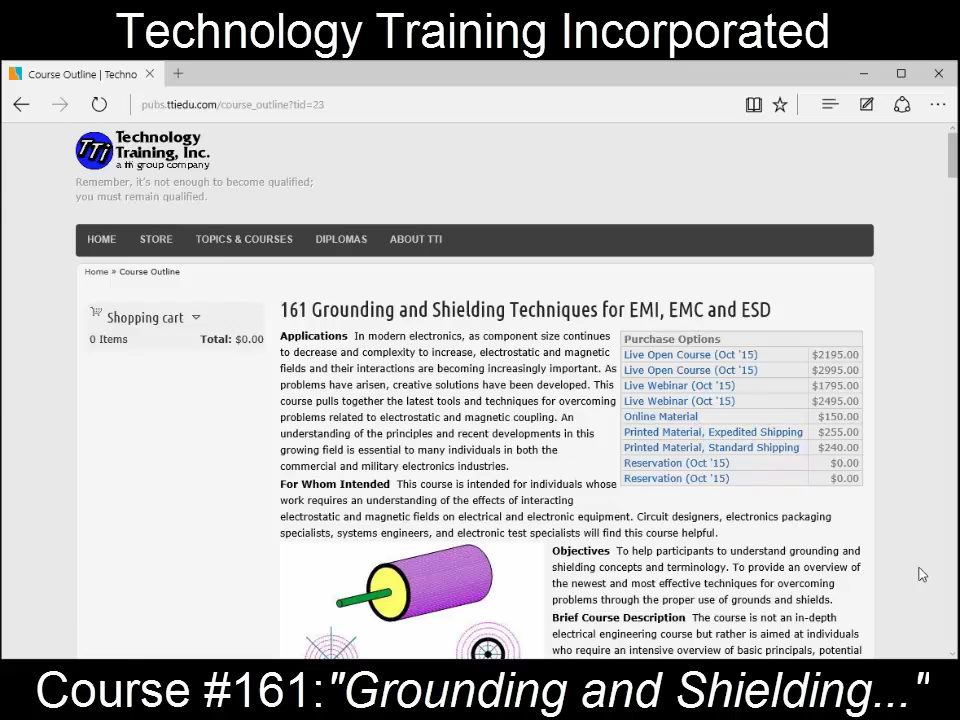 Technology Training Incorporated
Course Outline | Techno
pubs.ttiedu.com/course_outline?tid=23
TTi
Technology
Training, Inc.
a tti group company
Remember, it's not enough to become qualified;
you must remain qualified.
HOME STORE TOPICS & COURSES DIPLOMAS ABOUT TTI
Home » Course Outline
Shopping cart
0 Items Total: $0.00
161 Grounding and Shielding Techniques for EMI, EMC and ESD
Applications In modern electronics, as component size continues
to decrease and complexity to increase, electrostatic and magnetic
fields and their interactions are becoming increasingly important. As
problems have arisen, creative solutions have been developed. This
course pulls together the latest tools and techniques for overcoming
problems related to electrostatic and magnetic coupling. An
understanding of the principles and recent developments in this
growing field is essential to many individuals in both the
commercial and military electronics industries.
Purchase Options
Live Open Course (Oct '15) $2195.00
Live Open Course (Oct '15) $2995.00
Live Webinar (Oct '15) $1795.00
Live Webinar (Oct '15) $2495.00
Online Material $150.00
Printed Material, Expedited Shipping $255.00
Printed Material, Standard Shipping $240.00
Reservation (Oct '15) $0.00
Reservation (Oct '15) $0.00
For Whom Intended This course is intended for individuals whose
work requires an understanding of the effects of interacting
electrostatic and magnetic fields on electrical and electronic equipment. Circuit designers, electronics packaging
specialists, systems engineers, and electronic test specialists will find this course helpful.
Objectives To help participants to understand grounding and
shielding concepts and terminology. To provide an overview of
the newest and most effective techniques for overcoming
problems through the proper use of grounds and shields.
Brief Course Description The course is not an in-depth
electrical engineering course but rather is aimed at individuals
who require an intensive overview of basic principals, potential
Course #161:"Grounding and Shielding..."